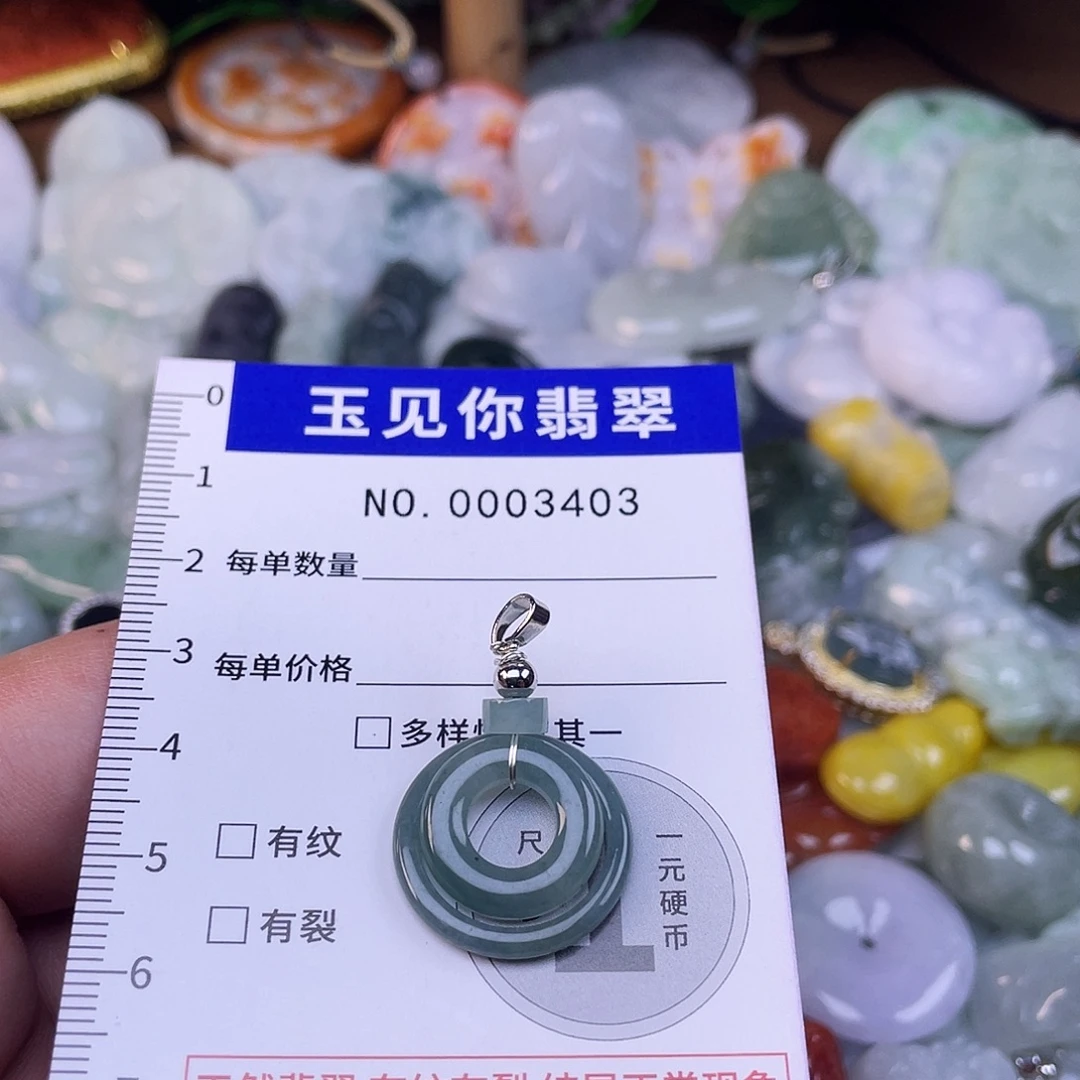 玉见你翡翠
0
NO. 0003403
1
2 每单数量
3 每单价格
4
多样 其一
5
有纹
尺
一元硬币
有裂
6